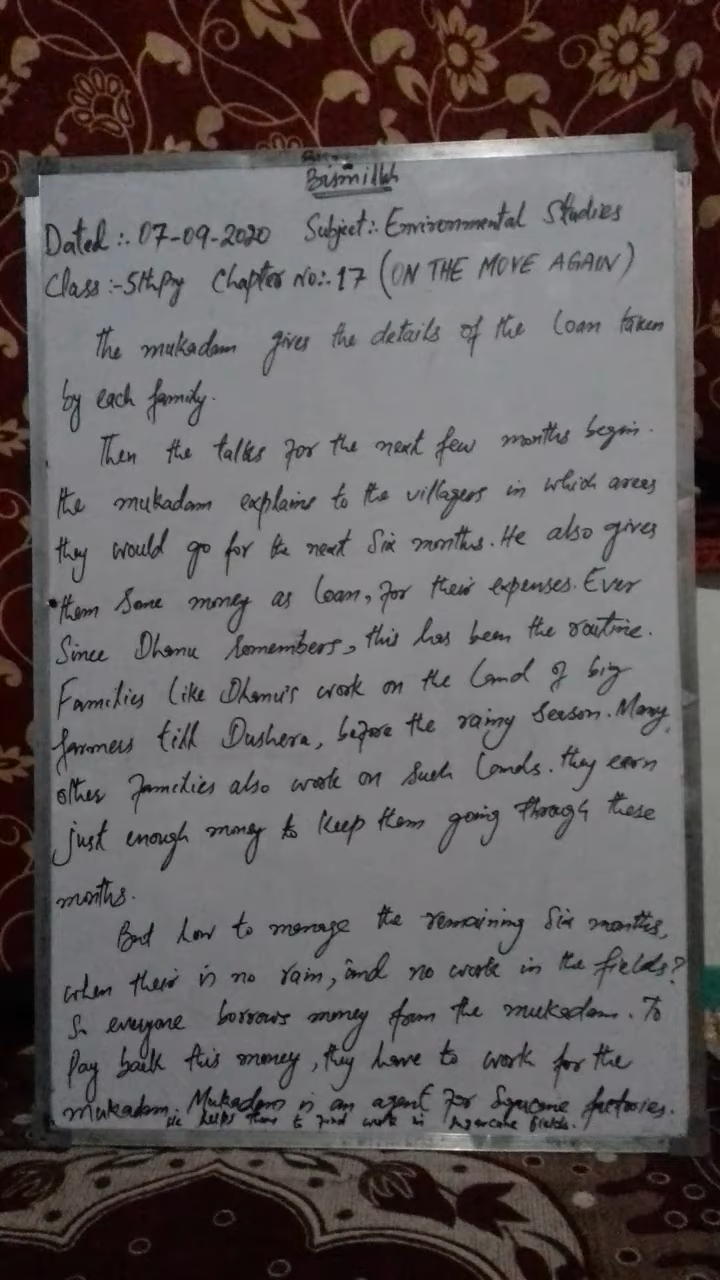 Bismillh
Dated:. 07-09-2020 Subject:. Environmental Studies
Class:-5th Chapter No:.17 (ON THE MOVE AGAIN)
The mukadam gives the details of the loan taken
by each family.
Then the talks for the next few months begin.
the mukadam explains to the villagers in which areas
they would go for the next Six months. He also gives
them Some money as loan, for their expenses. Ever
Since Dhanu remembers, this has been the routine.
Families like Dhanu's work on the land of big
farmers till Dushera, before the rainy season. Many
other families also work on such lands. they earn
just enough money to keep them going through these
months.
But how to manage the remaining Six months,
when their is no rain, and no work in the fields?
So everyone borrows money from the mukadam. To
Pay back this money, they have to work for the
mukadam. Mukadam is an agent for factories.
He helps them to find work in sugarcane fields.